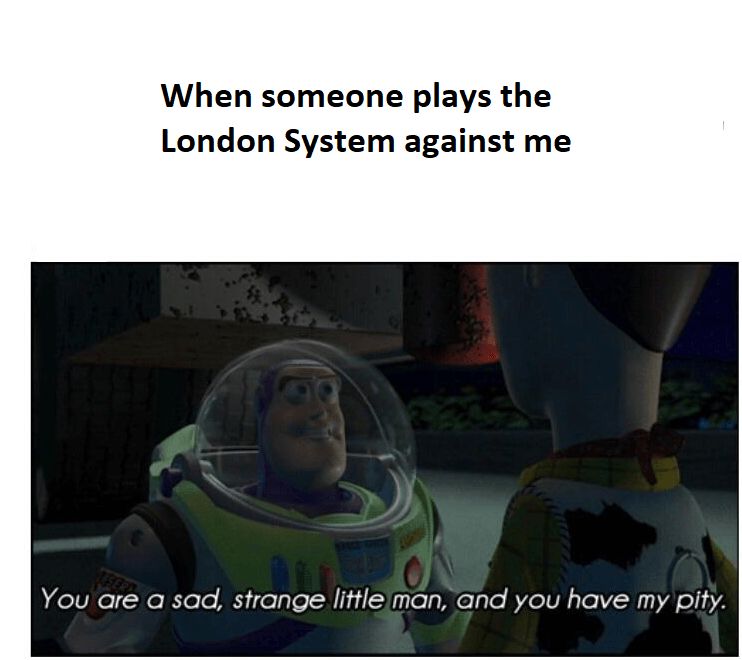 When someone plays the
London System against me
You are a sad, strange little man, and you have my pity.